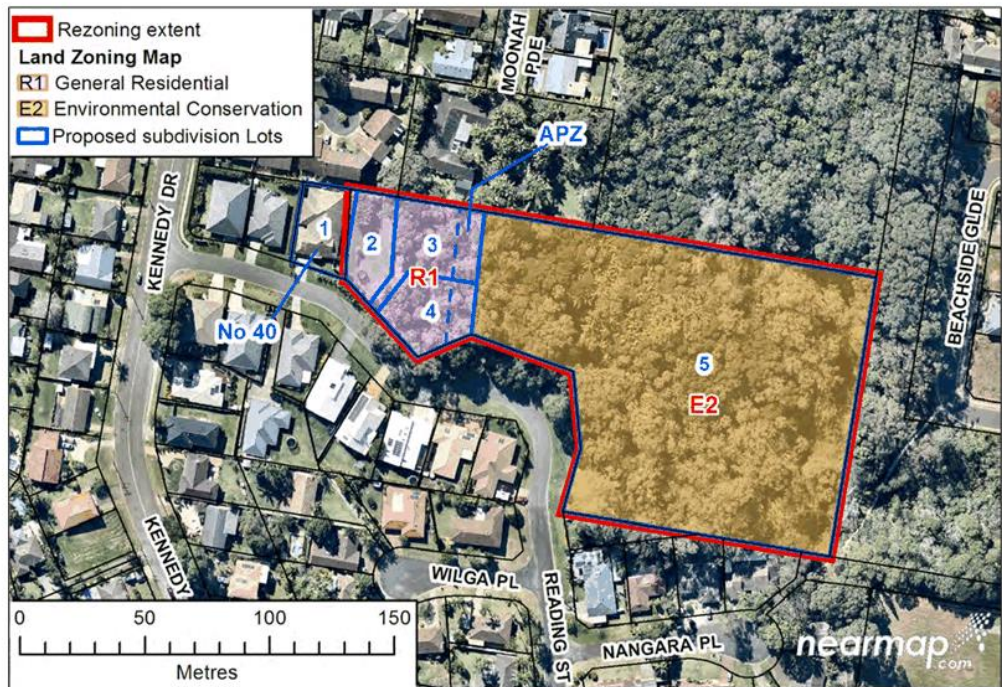 Rezoning extent
Land Zoning Map
R1 General Residential
E2 Environmental Conservation
Proposed subdivision Lots
MOONAH
PDE
APZ
KENNEDY DR
1
2
3
R1
4
No 40
5
E2
BEACHSIDE GLDE
KENNEDY
WILGA PL
READING ST
NANGARA PL
0 50 100 150
Metres
nearmap
.com